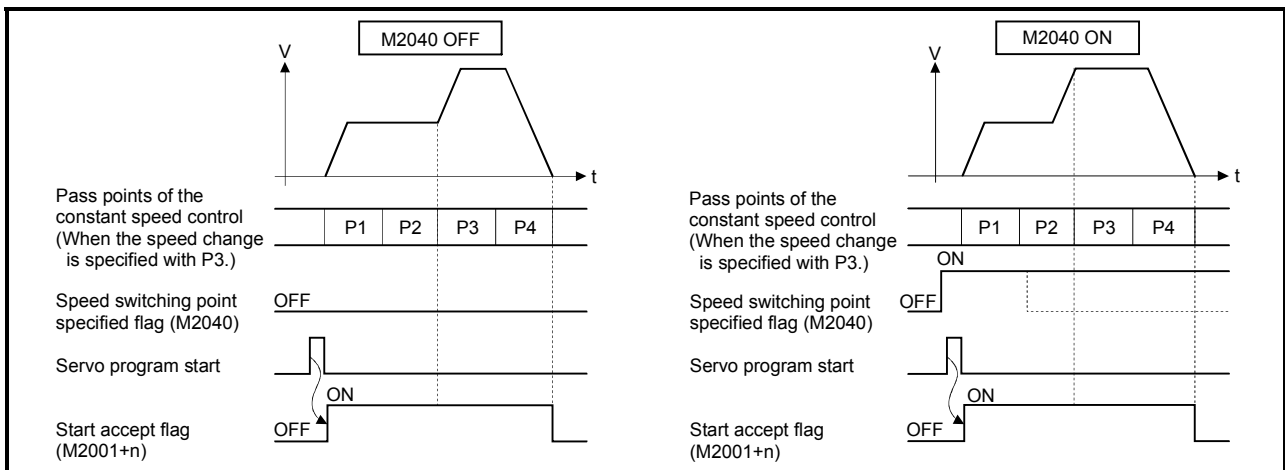 M2040 OFF
V
t
Pass points of the
constant speed control
(When the speed change
is specified with P3.)
P1 P2 P3 P4
Speed switching point
specified flag (M2040)
OFF
Servo program start
ON
Start accept flag
(M2001+n)
OFF
M2040 ON
V
t
Pass points of the
constant speed control
(When the speed change
is specified with P3.)
P1 P2 P3 P4
ON
Speed switching point
specified flag (M2040)
OFF
Servo program start
ON
Start accept flag
(M2001+n)
OFF